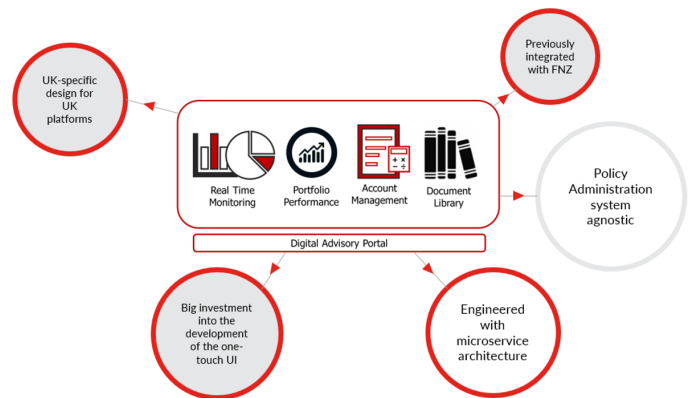 UK-specific
design for
UK
platforms
Previously
integrated
with FNZ
Real Time
Monitoring
Portfolio
Performance
Account
Management
Document
Library
Policy
Administration
system
agnostic
Digital Advisory Portal
Big investment
into the
development
of the one-
touch UI
Engineered
with
microservice
architecture